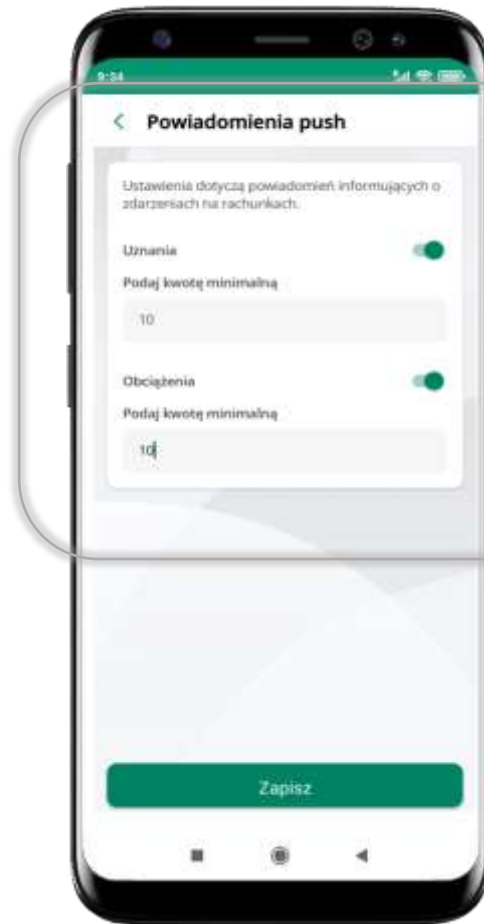 9:34
Powiadomienia push
Ustawienia dotyczą powiadomień informujących o
zdarzeniach na rachunkach.
Uznania
Podaj kwotę minimalną
10
Obciążenia
Podaj kwotę minimalną
10
Zapisz